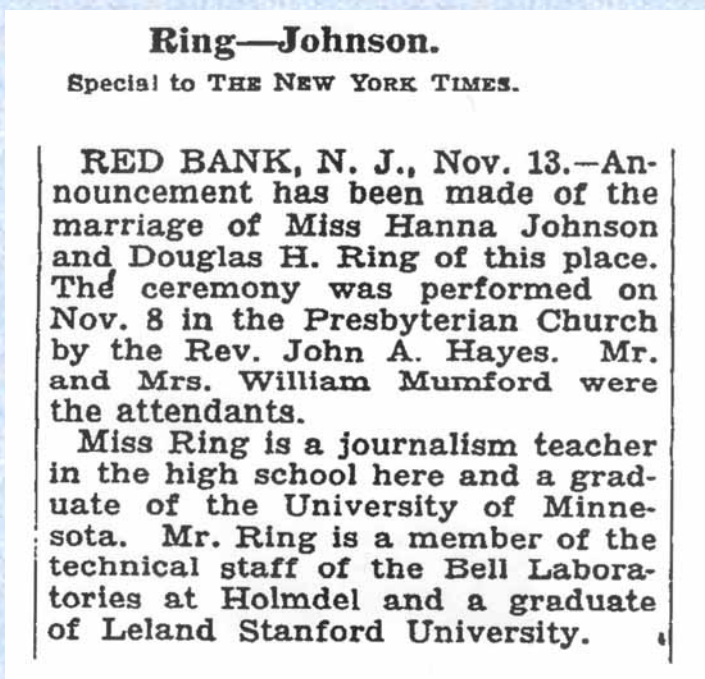 Ring—Johnson.
Special to THE NEW YORK TIMES.
RED BANK, N. J., Nov. 13.—An-
nouncement has been made of the
marriage of Miss Hanna Johnson
and Douglas H. Ring of this place.
The ceremony was performed on
Nov. 8 in the Presbyterian Church
by the Rev. John A. Hayes. Mr.
and Mrs. William Mumford were
the attendants.
Miss Ring is a journalism teacher
in the high school here and a grad-
uate of the University of Minne-
sota. Mr. Ring is a member of the
technical staff of the Bell Labora-
tories at Holmdel and a graduate
of Leland Stanford University.